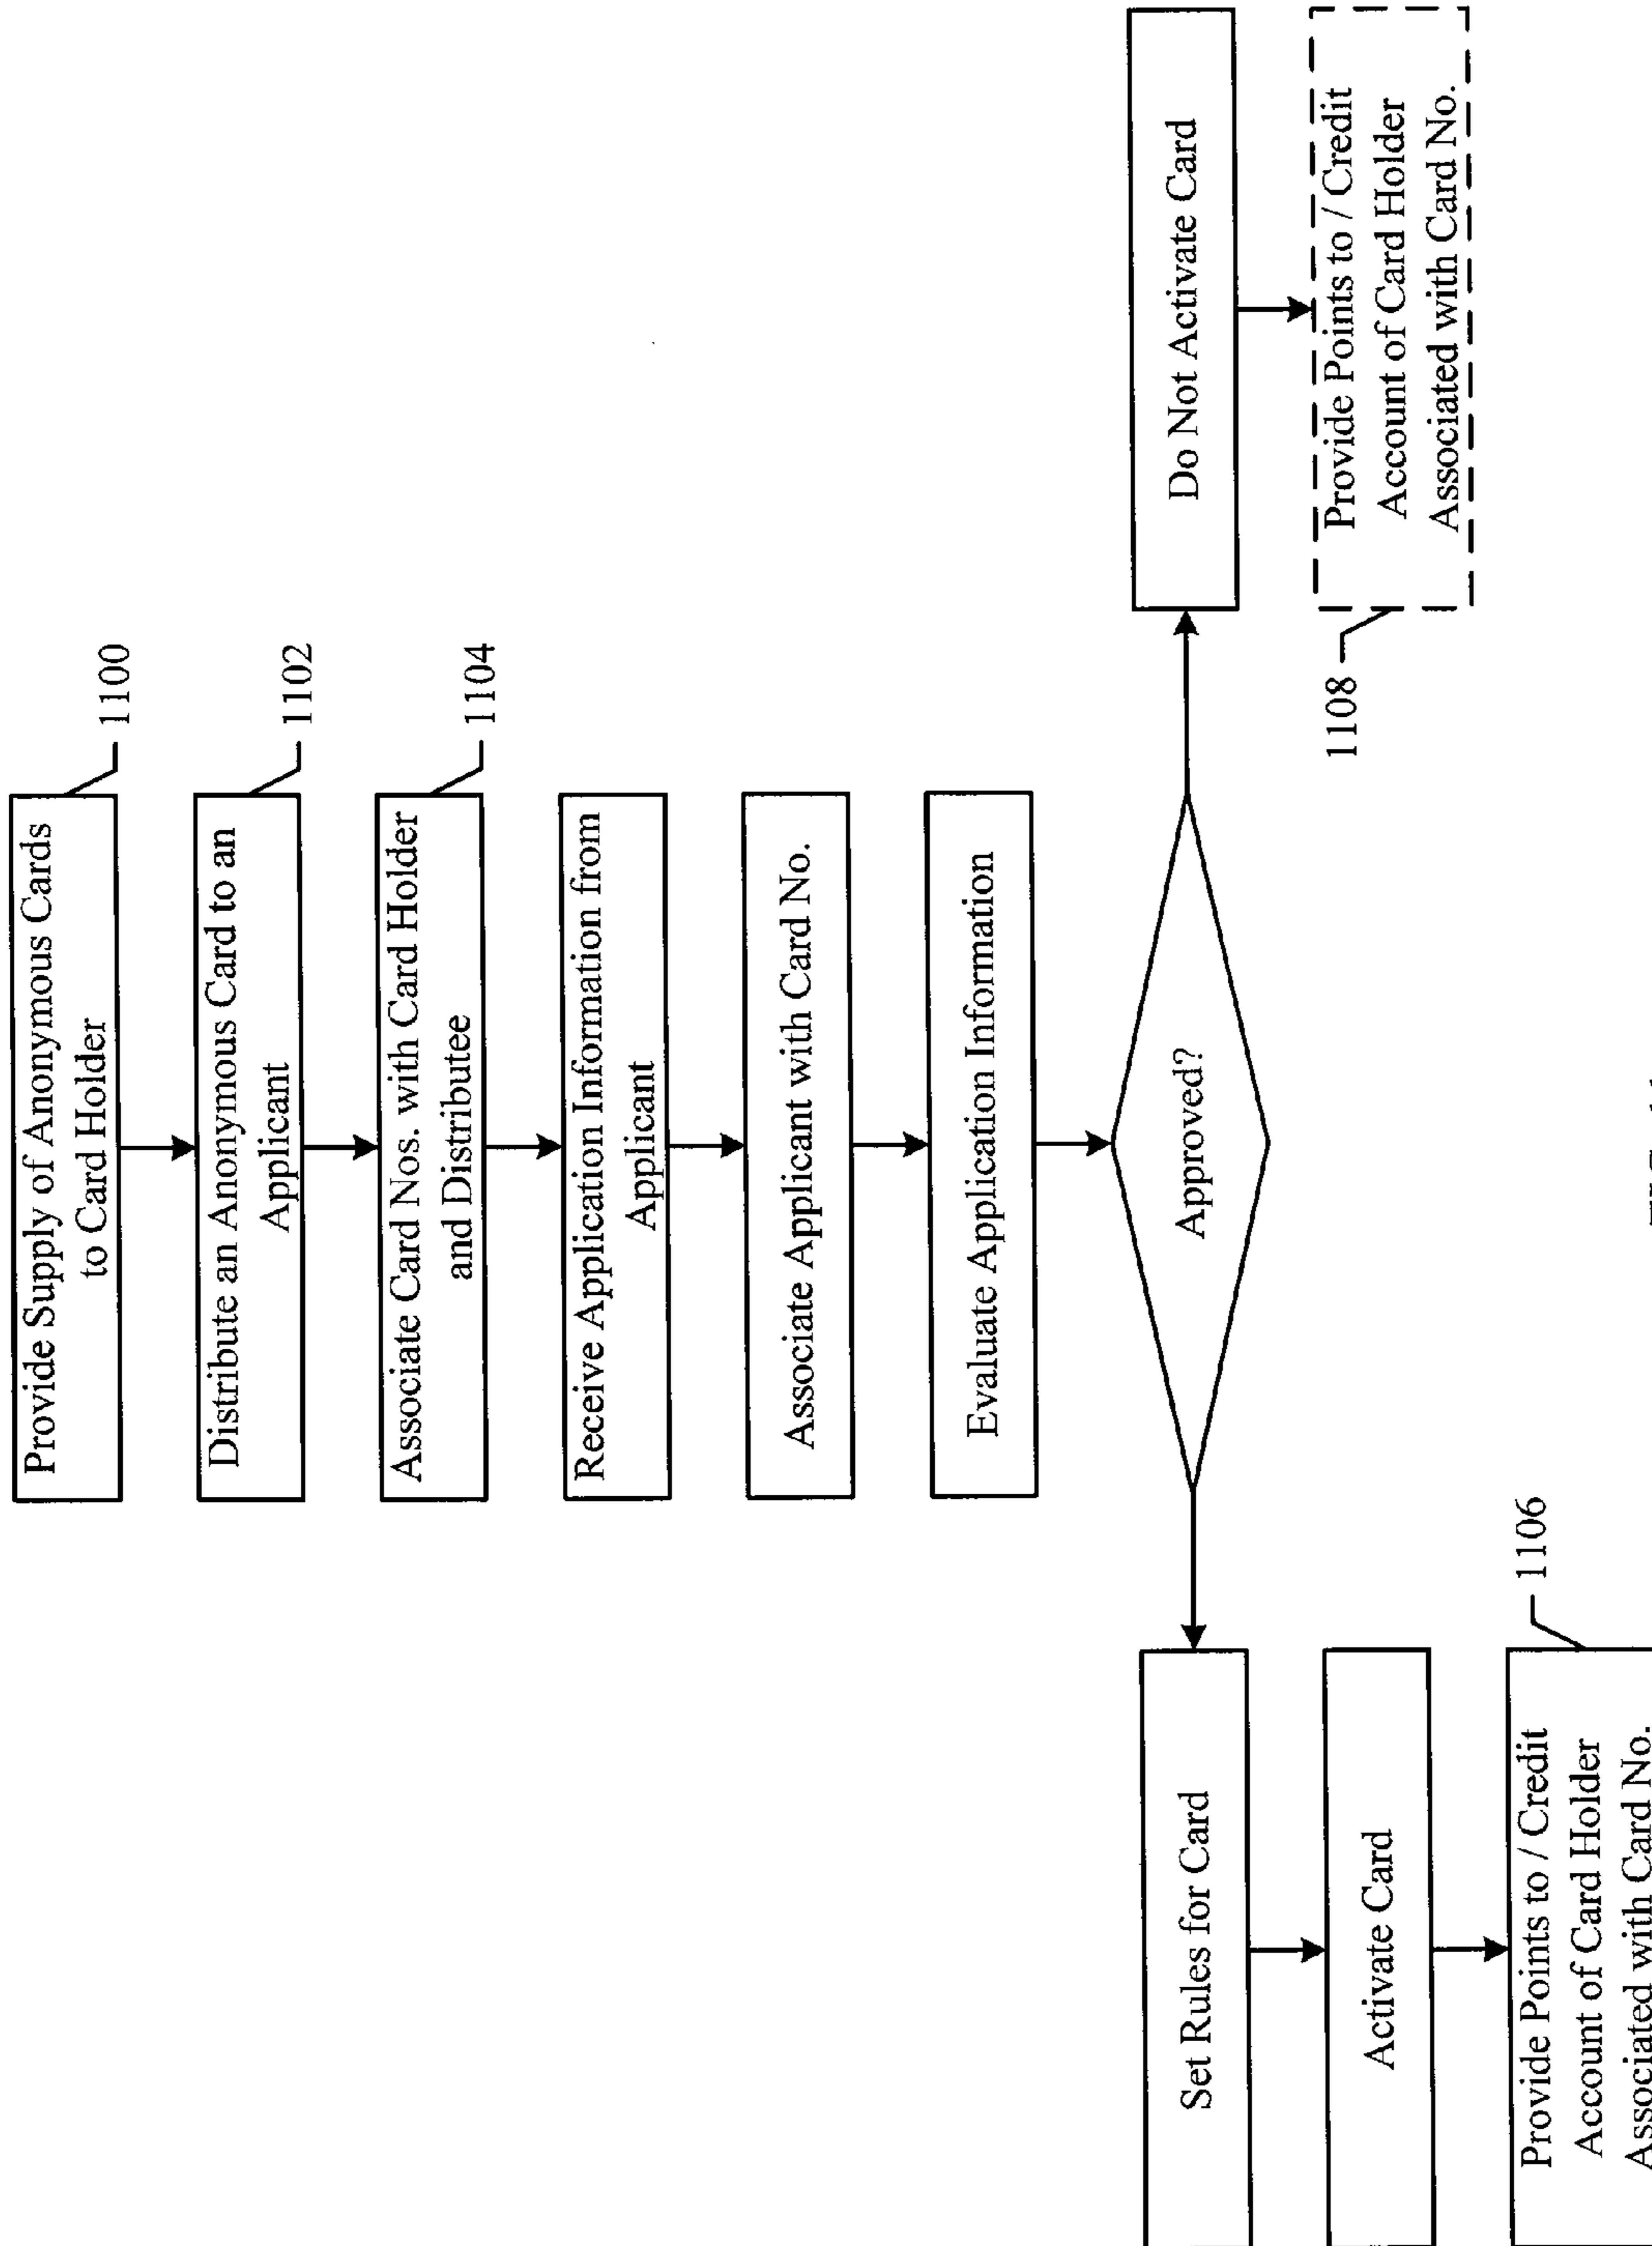 Provide Supply of Anonymous Cards
to Card Holder
1100
Distribute an Anonymous Card to an
Applicant
1102
Associate Card Nos. with Card Holder
and Distributee
1104
Receive Application Information from
Applicant
Associate Applicant with Card No.
Evaluate Application Information
Approved?
Set Rules for Card
Activate Card
Provide Points to / Credit
Account of Card Holder
Associated with Card No.
1106
Do Not Activate Card
Provide Points to / Credit
Account of Card Holder
Associated with Card No.
1108